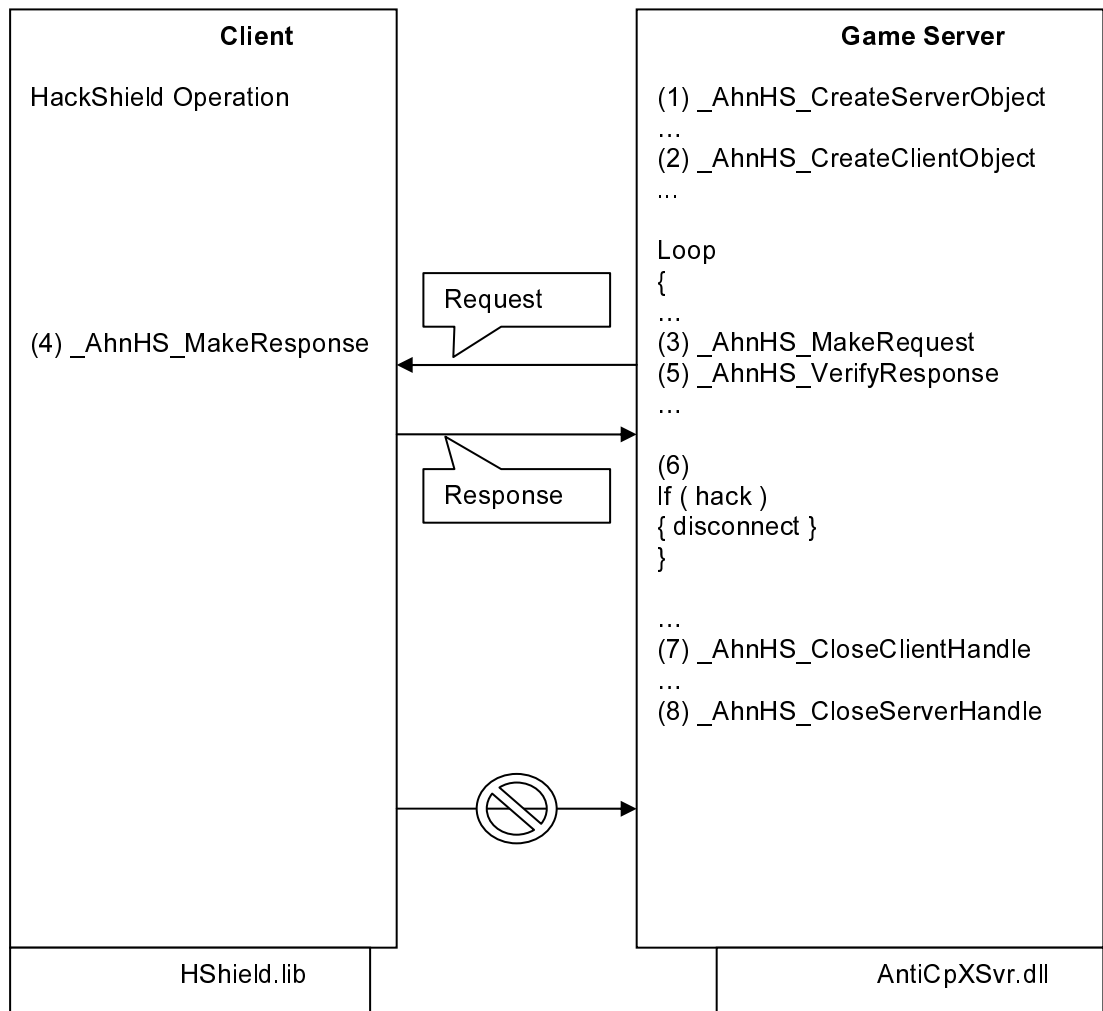 Client
HackShield Operation
(4) _AhnHS_MakeResponse
HShield.lib
Request
Response
Game Server
(1) _AhnHS_CreateServerObject
...
(2) _AhnHS_CreateClientObject
...
Loop
{
...
(3) _AhnHS_MakeRequest
(5) _AhnHS_VerifyResponse
...
(6)
If ( hack )
{ disconnect }
}
...
(7) _AhnHS_CloseClientHandle
...
(8) _AhnHS_CloseServerHandle
AntiCpXSvr.dll